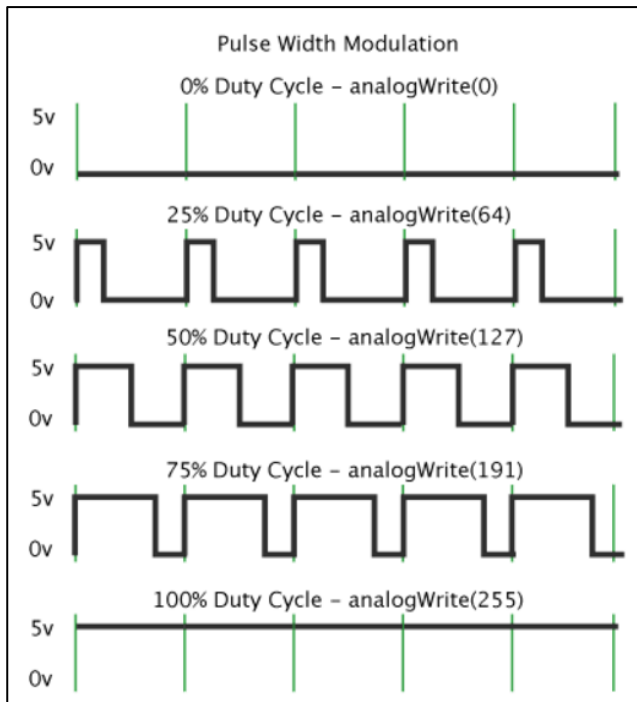 Pulse Width Modulation
0% Duty Cycle – analogWrite(0)
5v
0v
25% Duty Cycle – analogWrite(64)
5v
0v
50% Duty Cycle – analogWrite(127)
5v
0v
75% Duty Cycle – analogWrite(191)
5v
0v
100% Duty Cycle – analogWrite(255)
5v
0v